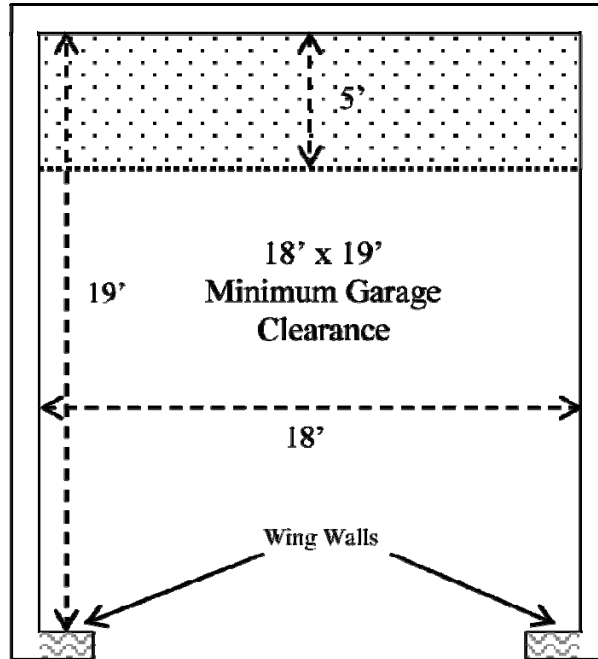 5’
18’ x 19’
Minimum Garage
Clearance
19’
18’
Wing Walls